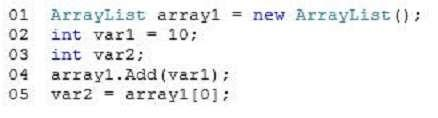 01 ArrayList array1 = new ArrayList();
02 int var1 = 10;
03 int var2;
04 array1.Add(var1);
05 var2 = array1[0];